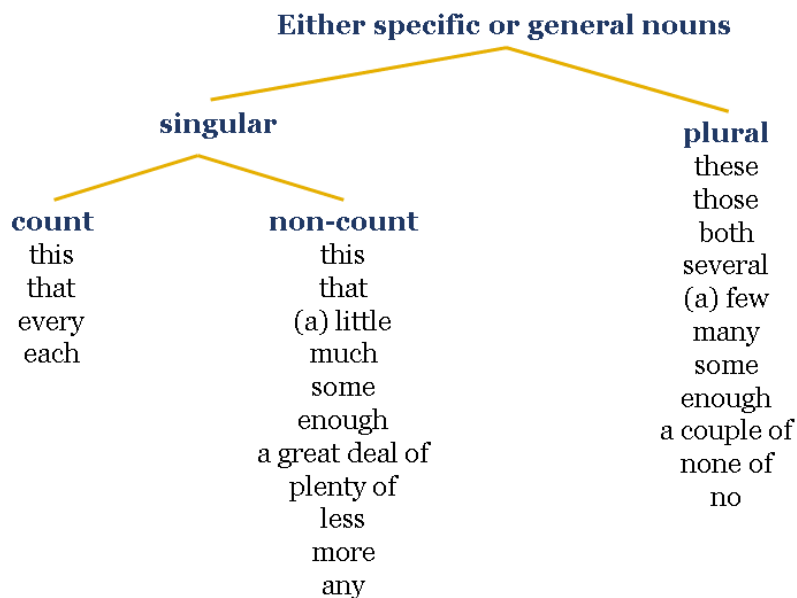 Either specific or general nouns
singular
count
this
that
every
each
non-count
this
that
(a) little
much
some
enough
a great deal of
plenty of
less
more
any
plural
these
those
both
several
(a) few
many
some
enough
a couple of
none of
no